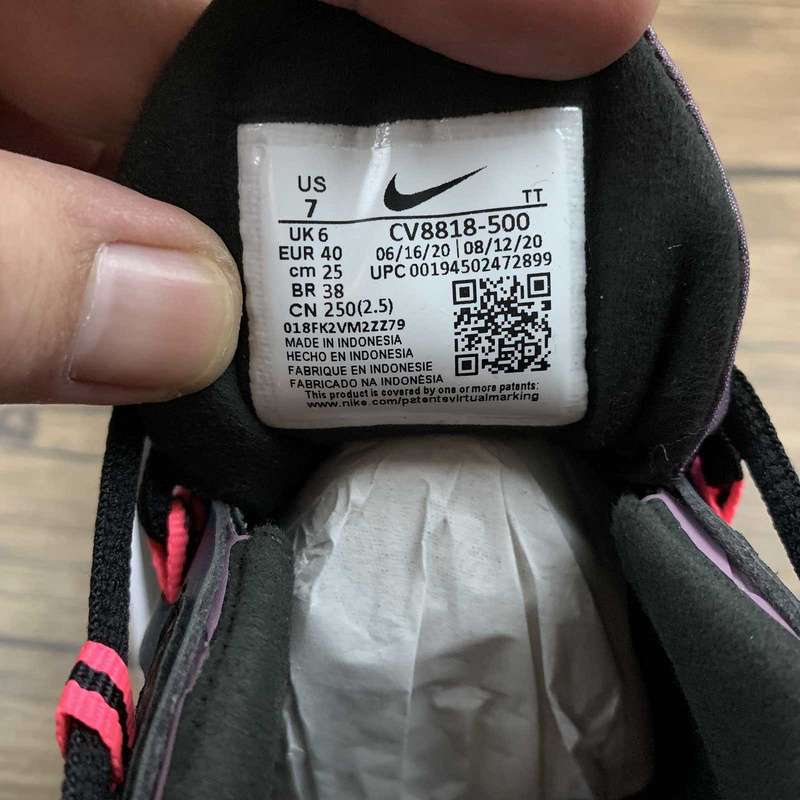 US
7
TT
UK 6
CV8818-500
EUR 40
06/16/20 | 08/12/20
cm 25
UPC 00194502472899
BR 38
CN 250(2.5)
018FK2VM2ZZ79
MADE IN INDONESIA
HECHO EN INDONESIA
FABRIQUE EN INDONESIE
FABRICADO NA INDONÈSIA
This product is covered by one or more patents:
www.nike.com/patentsvirtualmarking